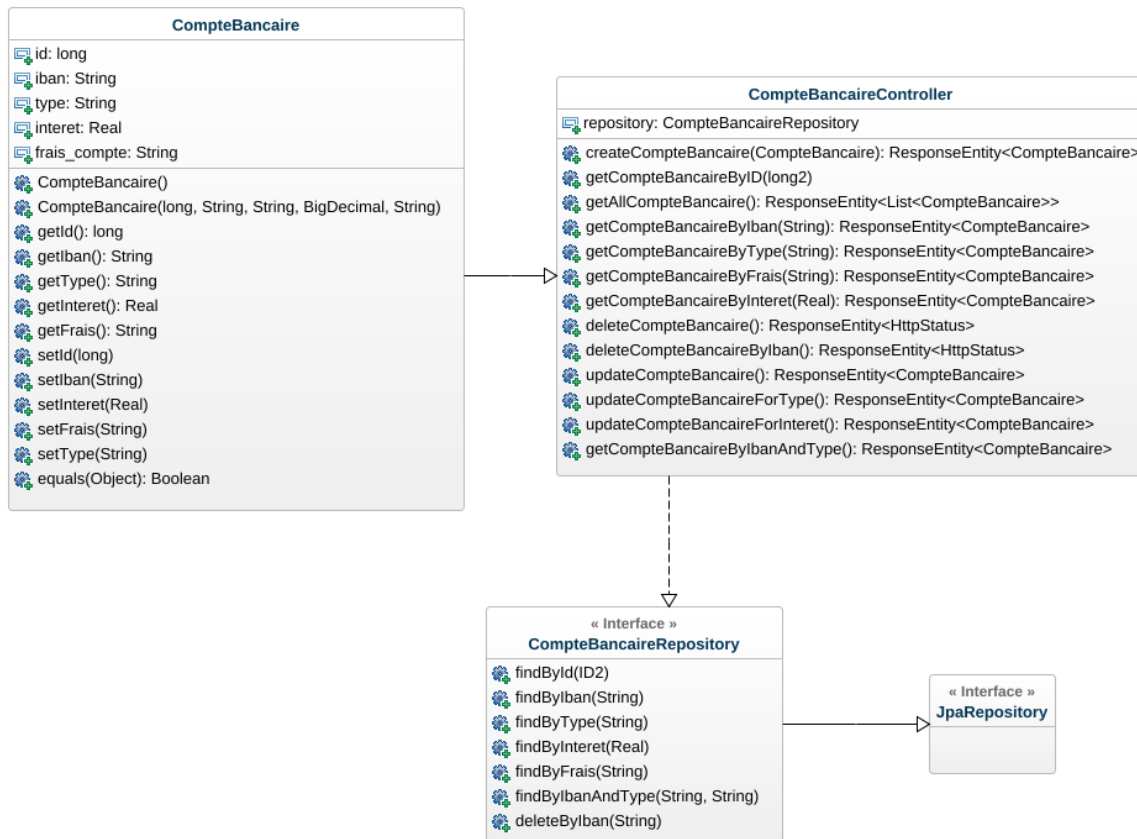 CompteBancaire
id: long
iban: String
type: String
interet: Real
frais_compte: String
CompteBancaire()
CompteBancaire(long, String, String, BigDecimal, String)
getId(): long
getIban(): String
getType(): String
getInteret(): Real
getFrais(): String
setId(long)
setIban(String)
setInteret(Real)
setFrais(String)
setType(String)
equals(Object): Boolean
CompteBancaireController
repository: CompteBancaireRepository
createCompteBancaire(CompteBancaire): ResponseEntity<CompteBancaire>
getCompteBancaireByID(long2)
getAllCompteBancaire(): ResponseEntity<List<CompteBancaire>>
getCompteBancaireByIban(String): ResponseEntity<CompteBancaire>
getCompteBancaireByType(String): ResponseEntity<CompteBancaire>
getCompteBancaireByFrais(String): ResponseEntity<CompteBancaire>
getCompteBancaireByInteret(Real): ResponseEntity<CompteBancaire>
deleteCompteBancaire(): ResponseEntity<HttpStatus>
deleteCompteBancaireByIban(): ResponseEntity<HttpStatus>
updateCompteBancaire(): ResponseEntity<CompteBancaire>
updateCompteBancaireForType(): ResponseEntity<CompteBancaire>
updateCompteBancaireForInteret(): ResponseEntity<CompteBancaire>
getCompteBancaireByIbanAndType(): ResponseEntity<CompteBancaire>
« Interface »
CompteBancaireRepository
findById(ID2)
findByIban(String)
findByType(String)
findByInteret(Real)
findByFrais(String)
findByIbanAndType(String, String)
deleteByIban(String)
« Interface »
JpaRepository